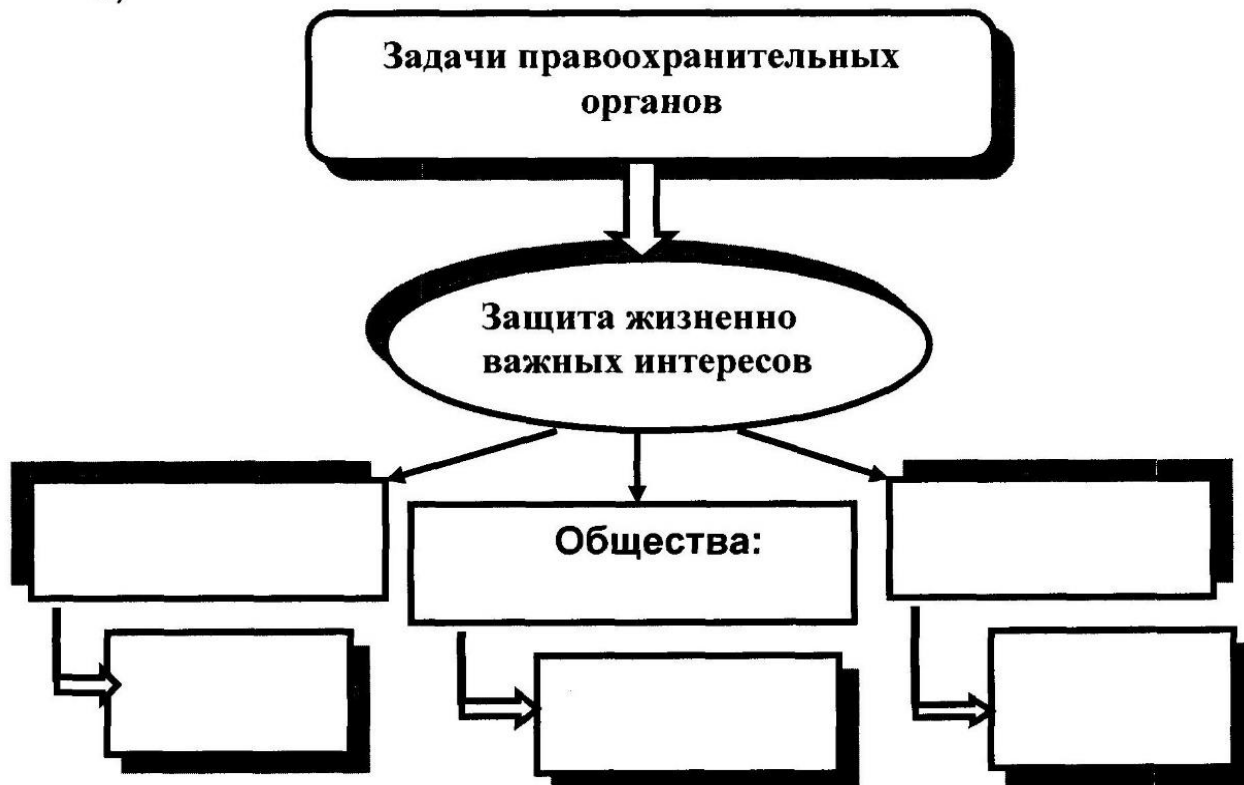 Задачи правоохранительных
органов
Защита жизненно
важных интересов
Общества: